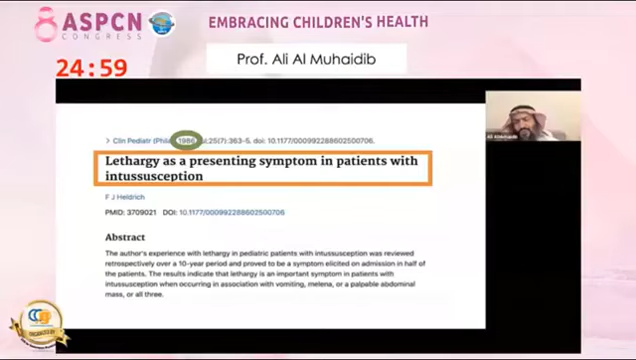 8 ASPCN
CONGRESS
EMBRACING CHILDREN'S HEALTH
24:59
Prof. Ali Al Muhaidib
> Clin Pediatr (Phila 1986 25(7):363-5. doi: 10.1177/000992288602500706.
Lethargy as a presenting symptom in patients with
intussusception
F J Heldrich
PMID: 3709021 DOI: 10.1177/000992288602500706
Abstract
The author's experience with lethargy in pediatric patients with intussusception was reviewed
retrospectively over a 10-year period and proved to be a symptom elicited on admission in half of
the patients. The results indicate that lethargy is an important symptom in patients with
intussusception when occurring in association with vomiting, melena, or a palpable abdominal
mass, or all three.